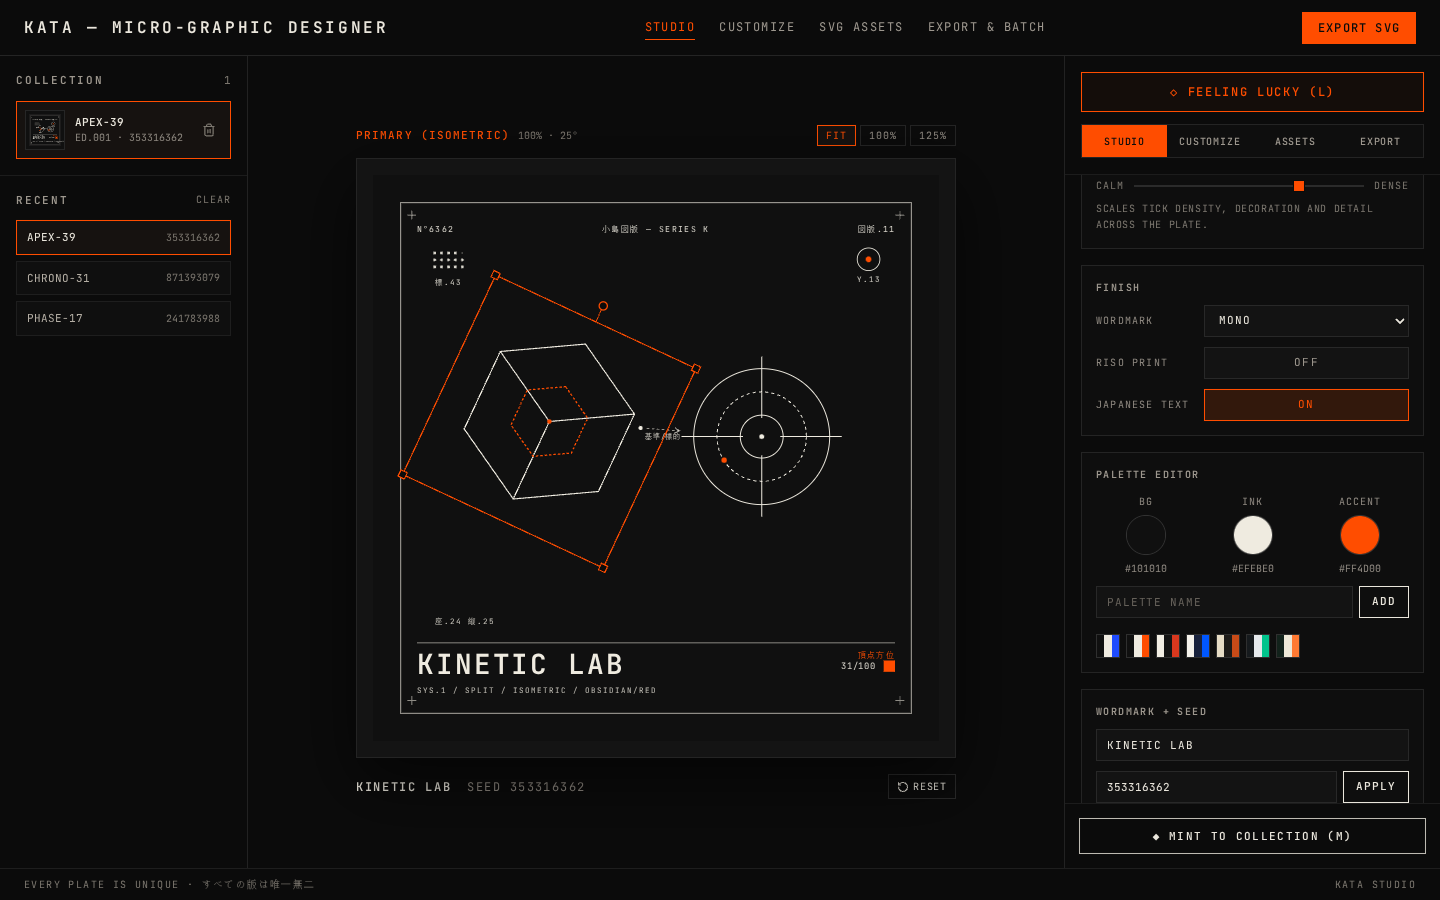 KATA — MICRO-GRAPHIC DESIGNER
STUDIO
CUSTOMIZE
SVG ASSETS
EXPORT & BATCH
EXPORT SVG
COLLECTION 1
APEX-39
ED.001 · 353316362
RECENT CLEAR
APEX-39 353316362
CHRONO-31 871393079
PHASE-17 241783988
PRIMARY (ISOMETRIC) 100% · 25°
FIT
100%
125%
N°6362
小島図版 — SERIES K
図版.11
標.43
Y.13
基準/標的
座.24 縦.25
KINETIC LAB
頂点方位
31/100
SYS.1 / SPLIT / ISOMETRIC / OBSIDIAN/RED
KINETIC LAB SEED 353316362
RESET
◇ FEELING LUCKY (L)
STUDIO
CUSTOMIZE
ASSETS
EXPORT
CALM DENSE
SCALES TICK DENSITY, DECORATION AND DETAIL
ACROSS THE PLATE.
FINISH
WORDMARK MONO
RISO PRINT OFF
JAPANESE TEXT ON
PALETTE EDITOR
BG INK ACCENT
#101010 #EFEBE0 #FF4D00
PALETTE NAME ADD
WORDMARK + SEED
KINETIC LAB
353316362 APPLY
◆ MINT TO COLLECTION (M)
EVERY PLATE IS UNIQUE · すべての版は唯一無二
KATA STUDIO